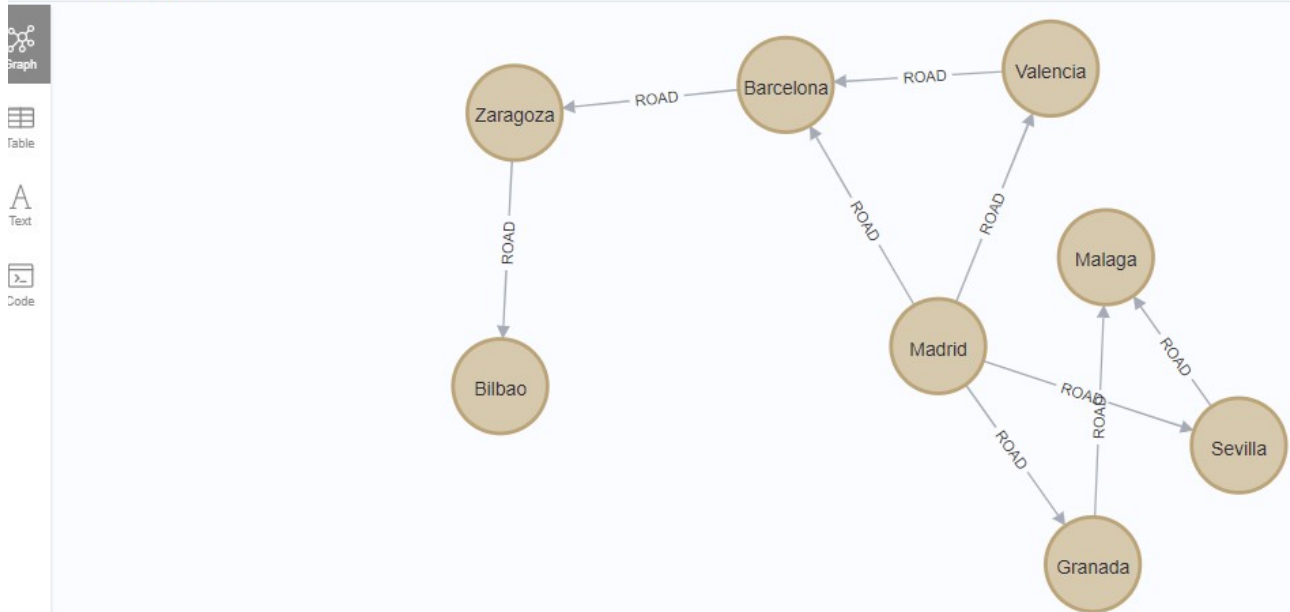 Graph
Table
Text
Code
Zaragoza
ROAD
Barcelona
ROAD
Valencia
ROAD
ROAD
ROAD
Malaga
Bilbao
Madrid
ROAD
ROAD
ROAD
ROAD
Sevilla
Granada